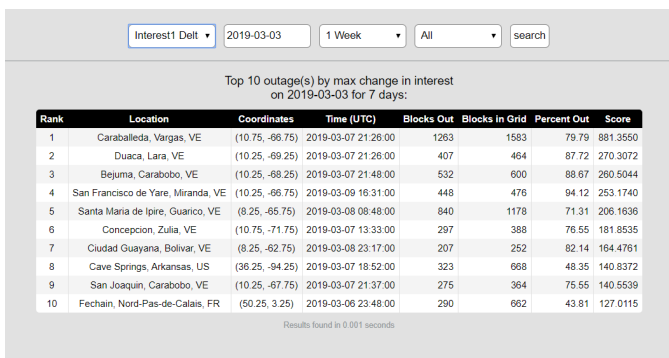 Interest1 Delt 2019-03-03 1 Week All search
Top 10 outage(s) by max change in interest
on 2019-03-03 for 7 days:
Rank Location Coordinates Time (UTC) Blocks Out Blocks in Grid Percent Out Score
1 Caraballeda, Vargas, VE (10.75, -66.75) 2019-03-07 21:26:00 1263 1583 79.79 881.3550
2 Duaca, Lara, VE (10.25, -69.25) 2019-03-07 21:26:00 407 464 87.72 270.3072
3 Bejuma, Carabobo, VE (10.25, -68.25) 2019-03-07 21:48:00 532 600 88.67 260.5044
4 San Francisco de Yare, Miranda, VE (10.25, -66.75) 2019-03-09 16:31:00 448 476 94.12 253.1740
5 Santa Maria de Ipire, Guarico, VE (8.25, -65.75) 2019-03-08 08:48:00 840 1178 71.31 206.1636
6 Concepcion, Zulia, VE (10.75, -71.75) 2019-03-07 13:33:00 297 388 76.55 181.8535
7 Ciudad Guayana, Bolivar, VE (8.25, -62.75) 2019-03-08 23:17:00 207 252 82.14 164.4761
8 Cave Springs, Arkansas, US (36.25, -94.25) 2019-03-07 18:52:00 323 668 48.35 140.8372
9 San Joaquin, Carabobo, VE (10.25, -67.75) 2019-03-07 21:37:00 275 364 75.55 140.5539
10 Fechain, Nord-Pas-de-Calais, FR (50.25, 3.25) 2019-03-06 23:48:00 290 662 43.81 127.0115
Results found in 0.001 seconds